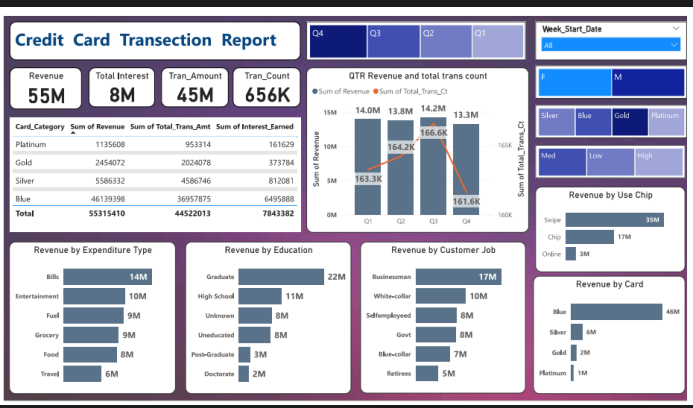 Credit Card Transection Report
Q4 Q3 Q2 Q1
Week_Start_Date
All
Revenue
55M
Total Interest
8M
Tran_Amount
45M
Tran_Count
656K
F M
Silver Blue Gold Platinum
Med Low High
Card_Category Sum of Revenue Sum of Total_Trans_Amt Sum of Interest_Earned
Platinum 1135608 953314 161629
Gold 2454072 2024078 373784
Silver 5586332 4586746 812081
Blue 46139398 36957875 6495888
Total 55315410 44522013 7843382
QTR Revenue and total trans count
Sum of Revenue Sum of Total_Trans_Ct
Sum of Revenue
15M
10M
5M
0M
14.0M 13.8M 14.2M 13.3M
163.3K 164.2K 166.6K 161.6K
Q1 Q2 Q3 Q4
165K
160K
Sum of Total_Trans_Ct
Revenue by Use Chip
Swipe 35M
Chip 17M
Online 3M
Revenue by Expenditure Type
Bills 14M
Entertainment 10M
Fuel 9M
Grocery 9M
Food 8M
Travel 6M
Revenue by Education
Graduate 22M
High School 11M
Unknown 8M
Uneducated 8M
Post-Graduate 3M
Doctorate 2M
Revenue by Customer Job
Businessman 17M
White-collar 10M
Selfemployeed 8M
Govt 8M
Blue-collar 7M
Retirees 5M
Revenue by Card
Blue 46M
Silver 6M
Gold 2M
Platinum 1M